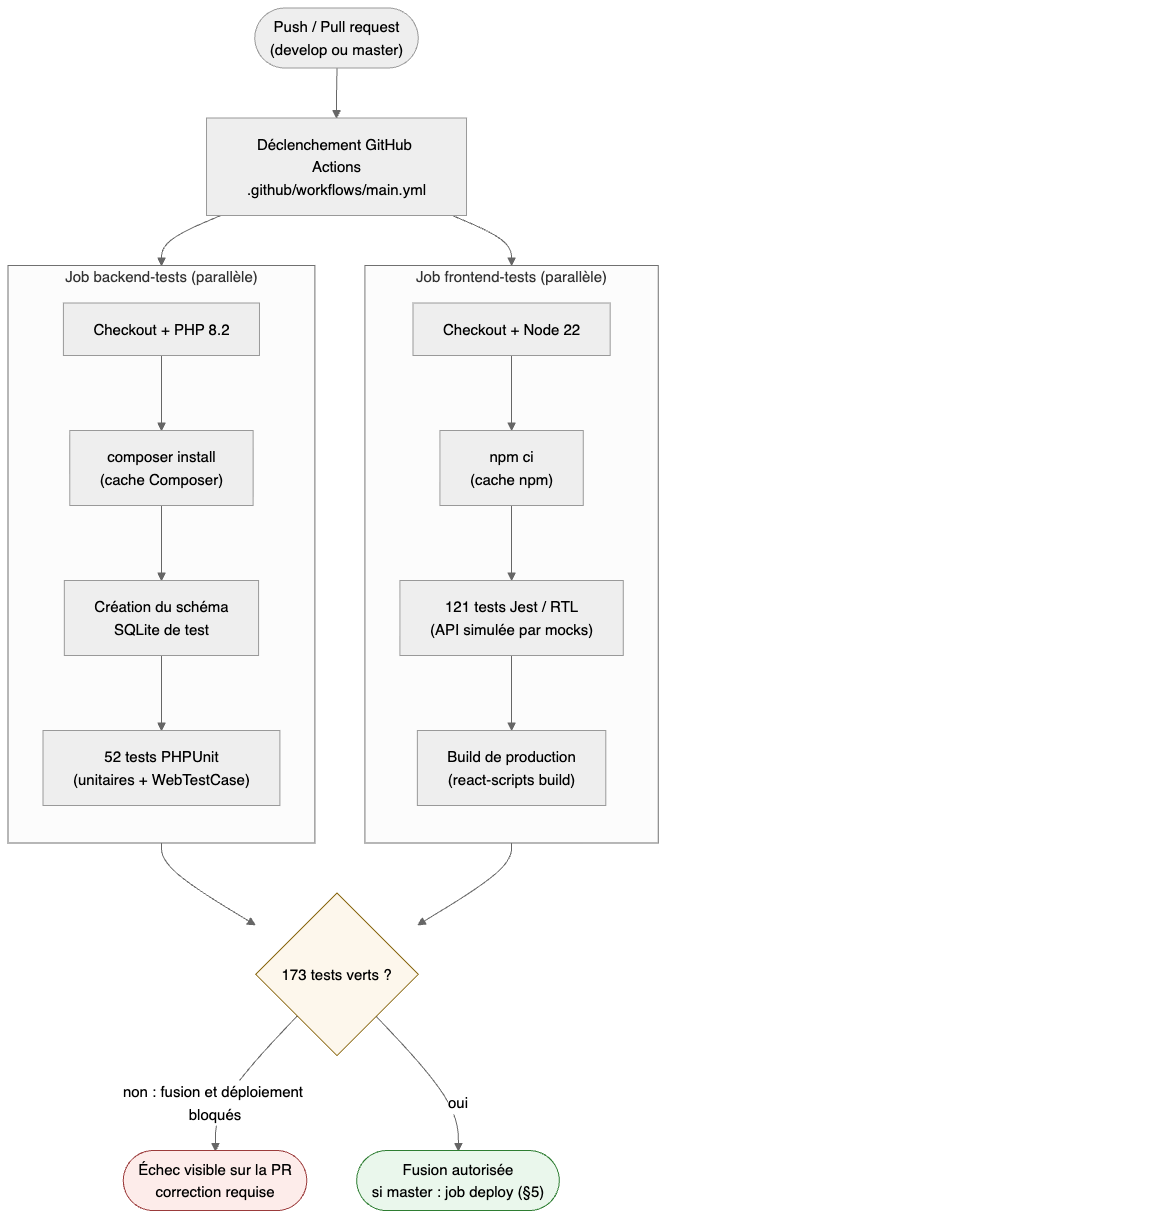 Push / Pull request
(develop ou master)
Déclenchement GitHub
Actions
.github/workflows/main.yml
Job backend-tests (parallèle)
Checkout + PHP 8.2
composer install
(cache Composer)
Création du schéma
SQLite de test
52 tests PHPUnit
(unitaires + WebTestCase)
Job frontend-tests (parallèle)
Checkout + Node 22
npm ci
(cache npm)
121 tests Jest / RTL
(API simulée par mocks)
Build de production
(react-scripts build)
173 tests verts ?
non : fusion et déploiement
bloqués
oui
Échec visible sur la PR
correction requise
Fusion autorisée
si master : job deploy (§5)